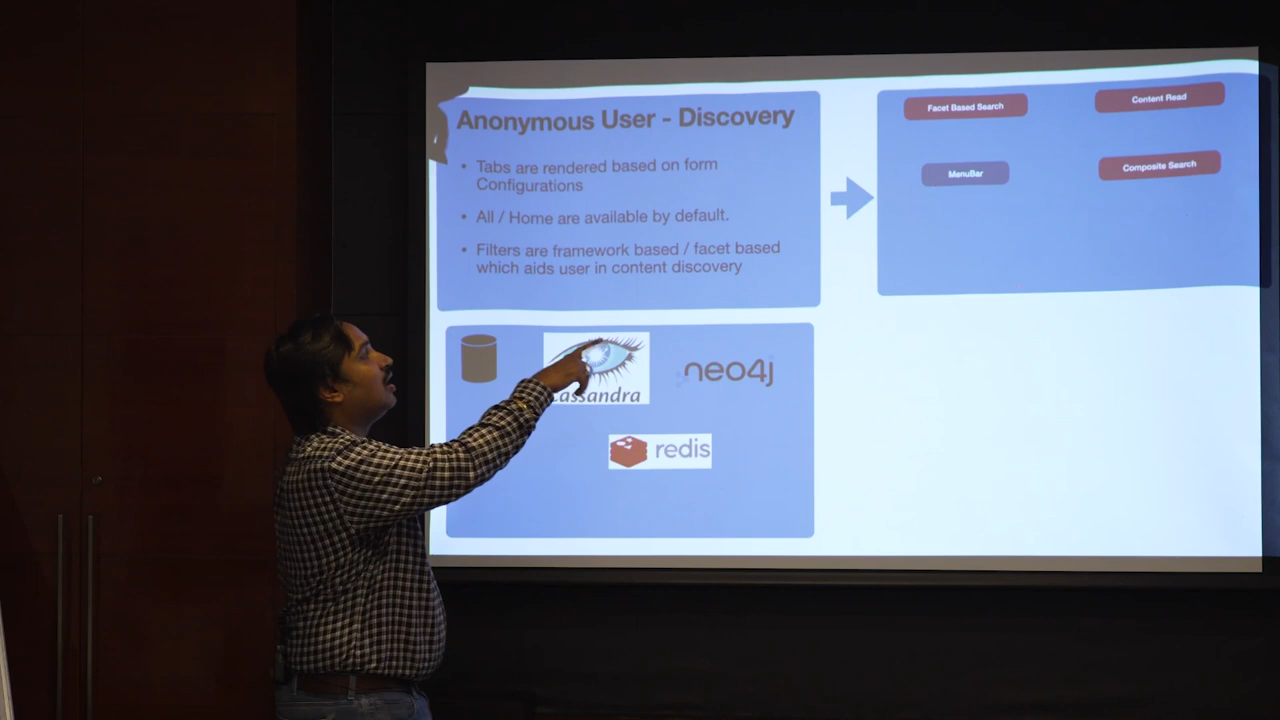 Anonymous User - Discovery
• Tabs are rendered based on form
Configurations
• All / Home are available by default.
• Filters are framework based / facet based
which aids user in content discovery
Facet Based Search
Content Read
MenuBar
Composite Search
cassandra
neo4j
redis